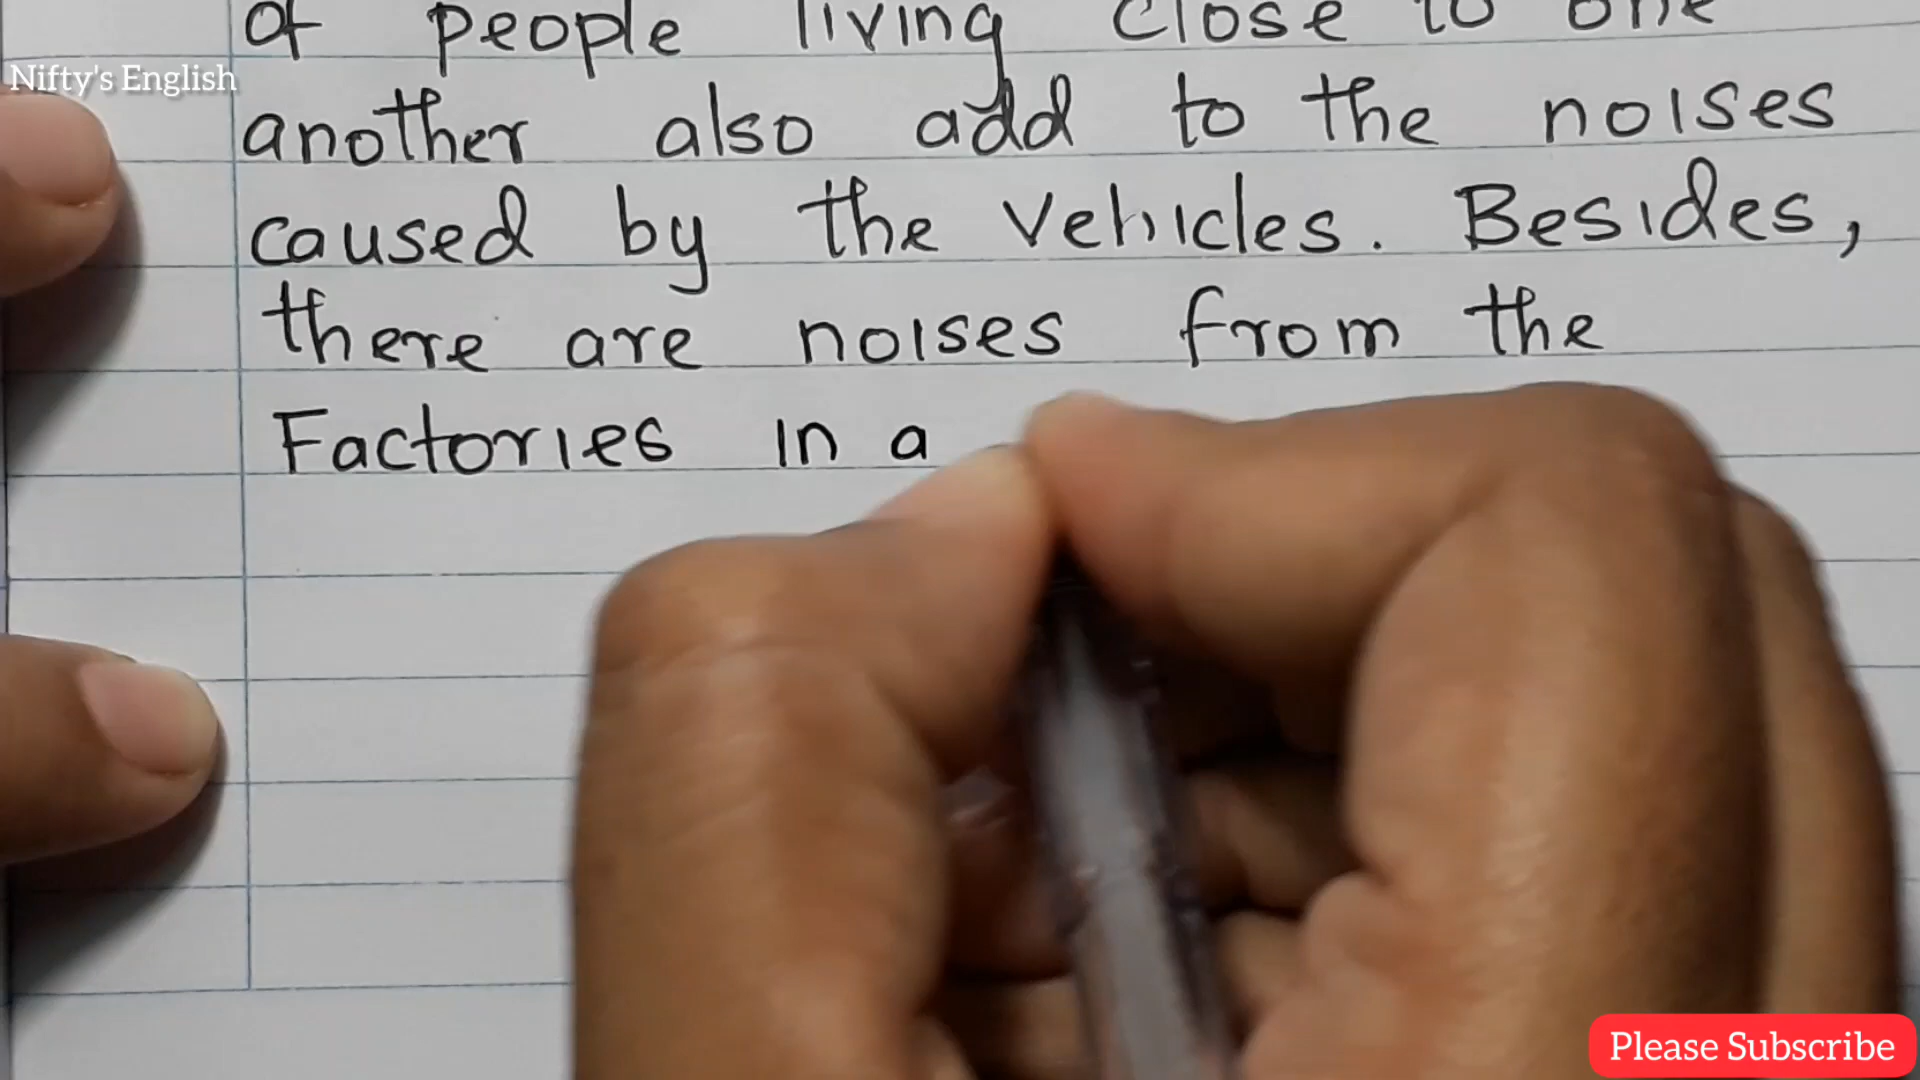 of people living close to one
Nifty's English
another also add to the noises
caused by the vehicles. Besides,
there are noises from the
Factories in a
Please Subscribe